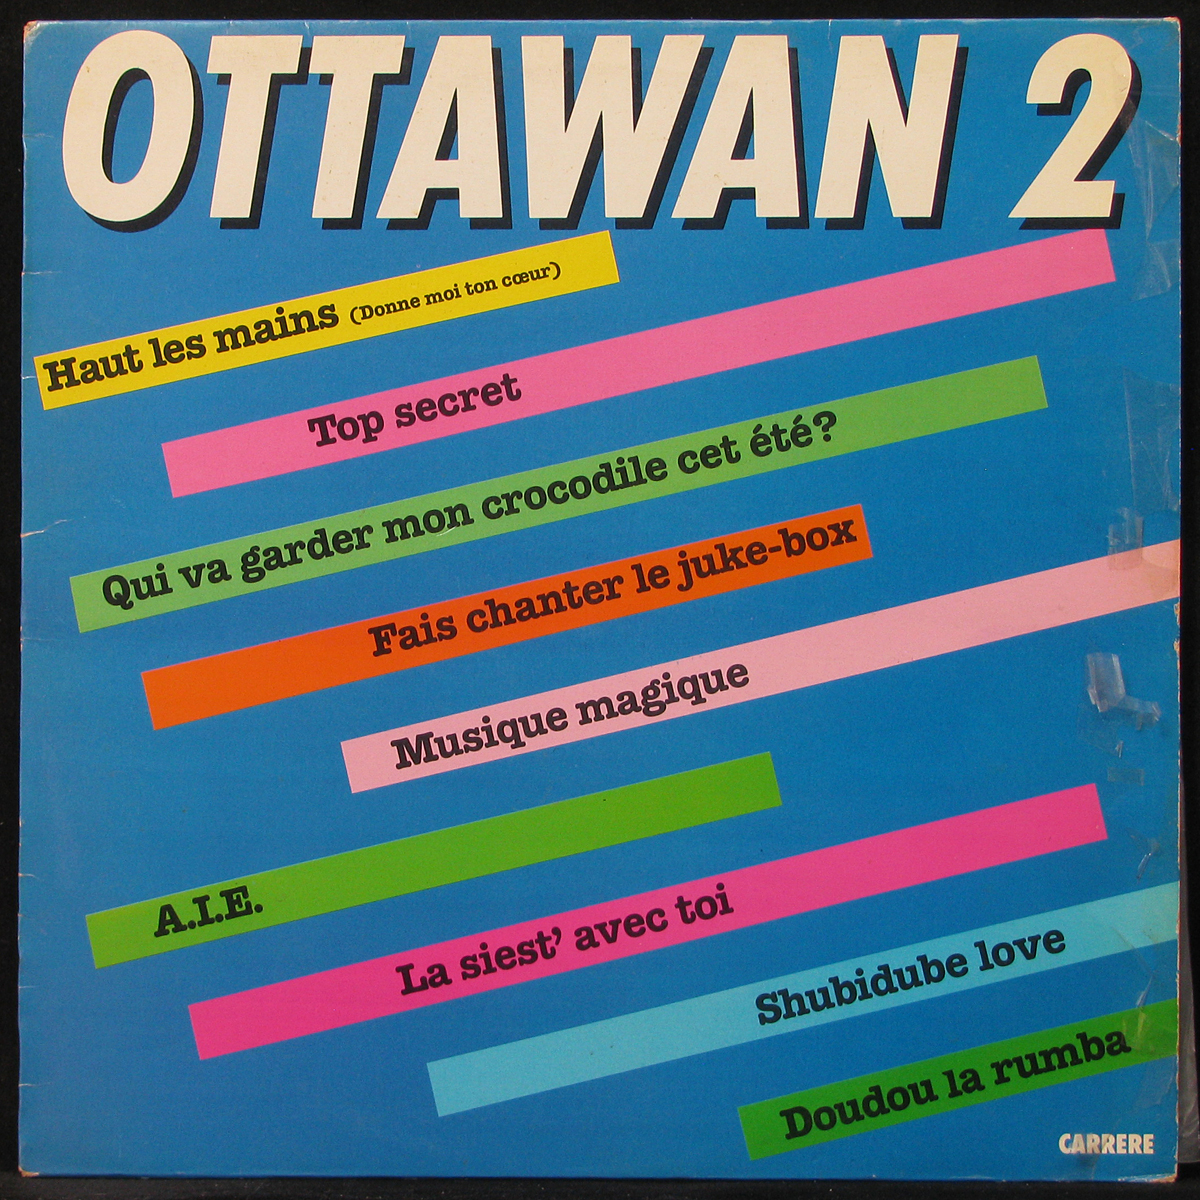 OTTAWAN 2
Haut les mains (Donne moi ton cœur)
Top secret
Qui va garder mon crocodile cet été?
Fais chanter le juke-box
Musique magique
A.I.E.
La siest' avec toi
Shubidube love
Doudou la rumba
CARRERE